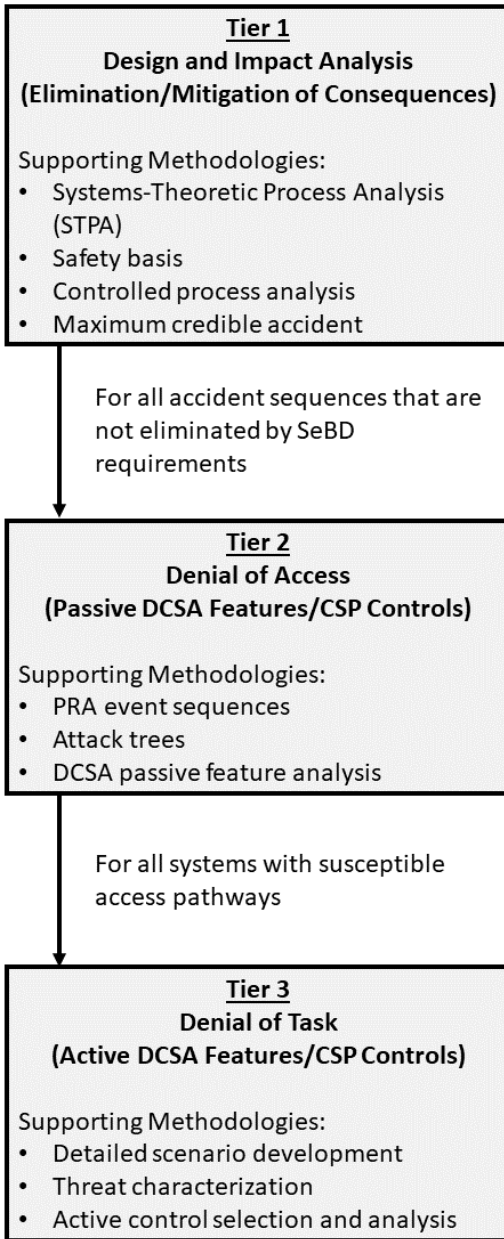 Tier 1
Design and Impact Analysis
(Elimination/Mitigation of Consequences)
Supporting Methodologies:
• Systems-Theoretic Process Analysis
(STPA)
• Safety basis
• Controlled process analysis
• Maximum credible accident
For all accident sequences that are
not eliminated by SeBD
requirements
Tier 2
Denial of Access
(Passive DCSA Features/CSP Controls)
Supporting Methodologies:
• PRA event sequences
• Attack trees
• DCSA passive feature analysis
For all systems with susceptible
access pathways
Tier 3
Denial of Task
(Active DCSA Features/CSP Controls)
Supporting Methodologies:
• Detailed scenario development
• Threat characterization
• Active control selection and analysis